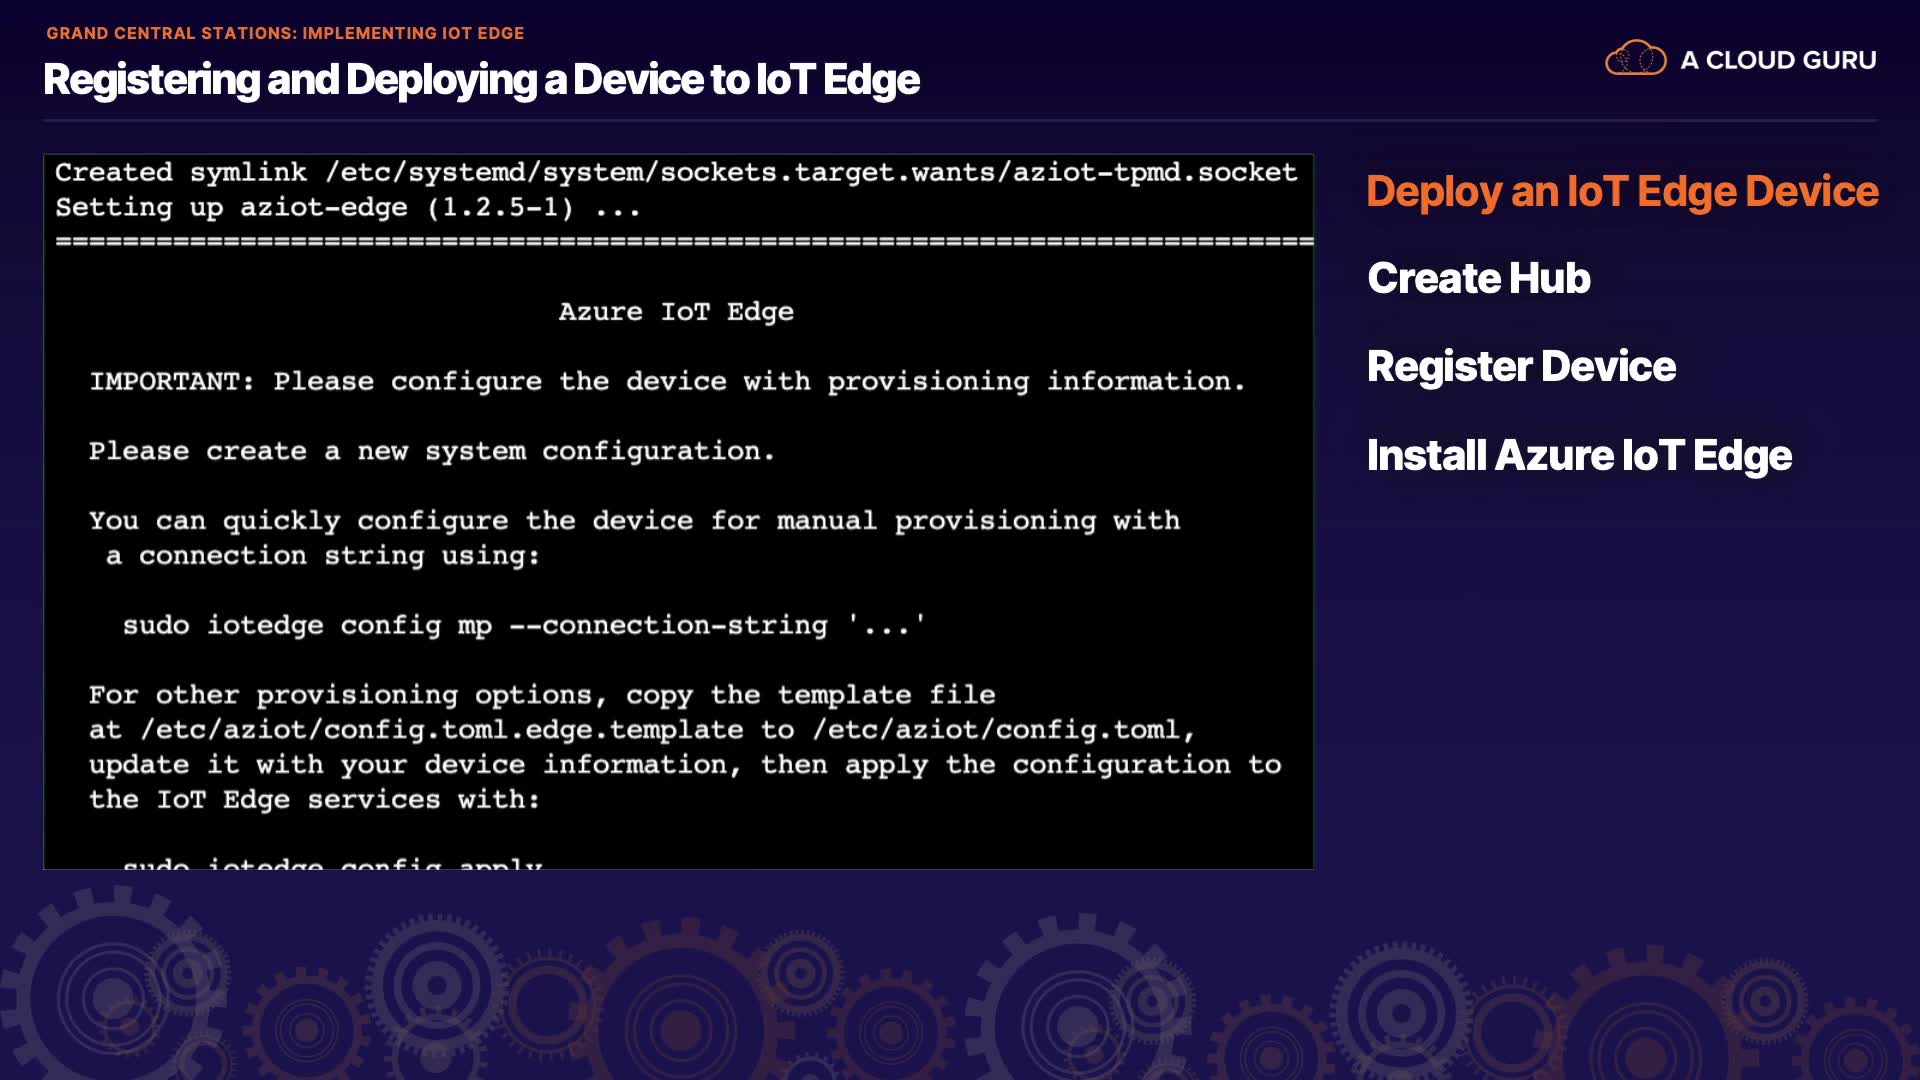 GRAND CENTRAL STATIONS: IMPLEMENTING IOT EDGE
Registering and Deploying a Device to IoT Edge
A CLOUD GURU
Created symlink /etc/systemd/system/sockets.target.wants/aziot-tpmd.socket
Setting up aziot-edge (1.2.5-1) ...
===========================================================================
Azure IoT Edge
IMPORTANT: Please configure the device with provisioning information.
Please create a new system configuration.
You can quickly configure the device for manual provisioning with
a connection string using:
sudo iotedge config mp --connection-string '...'
For other provisioning options, copy the template file
at /etc/aziot/config.toml.edge.template to /etc/aziot/config.toml,
update it with your device information, then apply the configuration to
the IoT Edge services with:
sudo iotedge config apply
Deploy an IoT Edge Device
Create Hub
Register Device
Install Azure IoT Edge